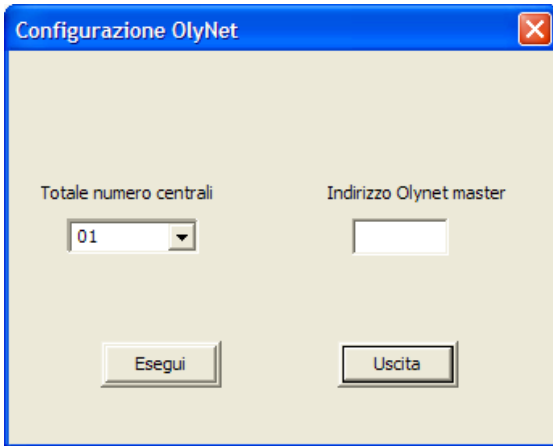 Configurazione OlyNet
Totale numero centrali Indirizzo Olynet master
01
Esegui Uscita